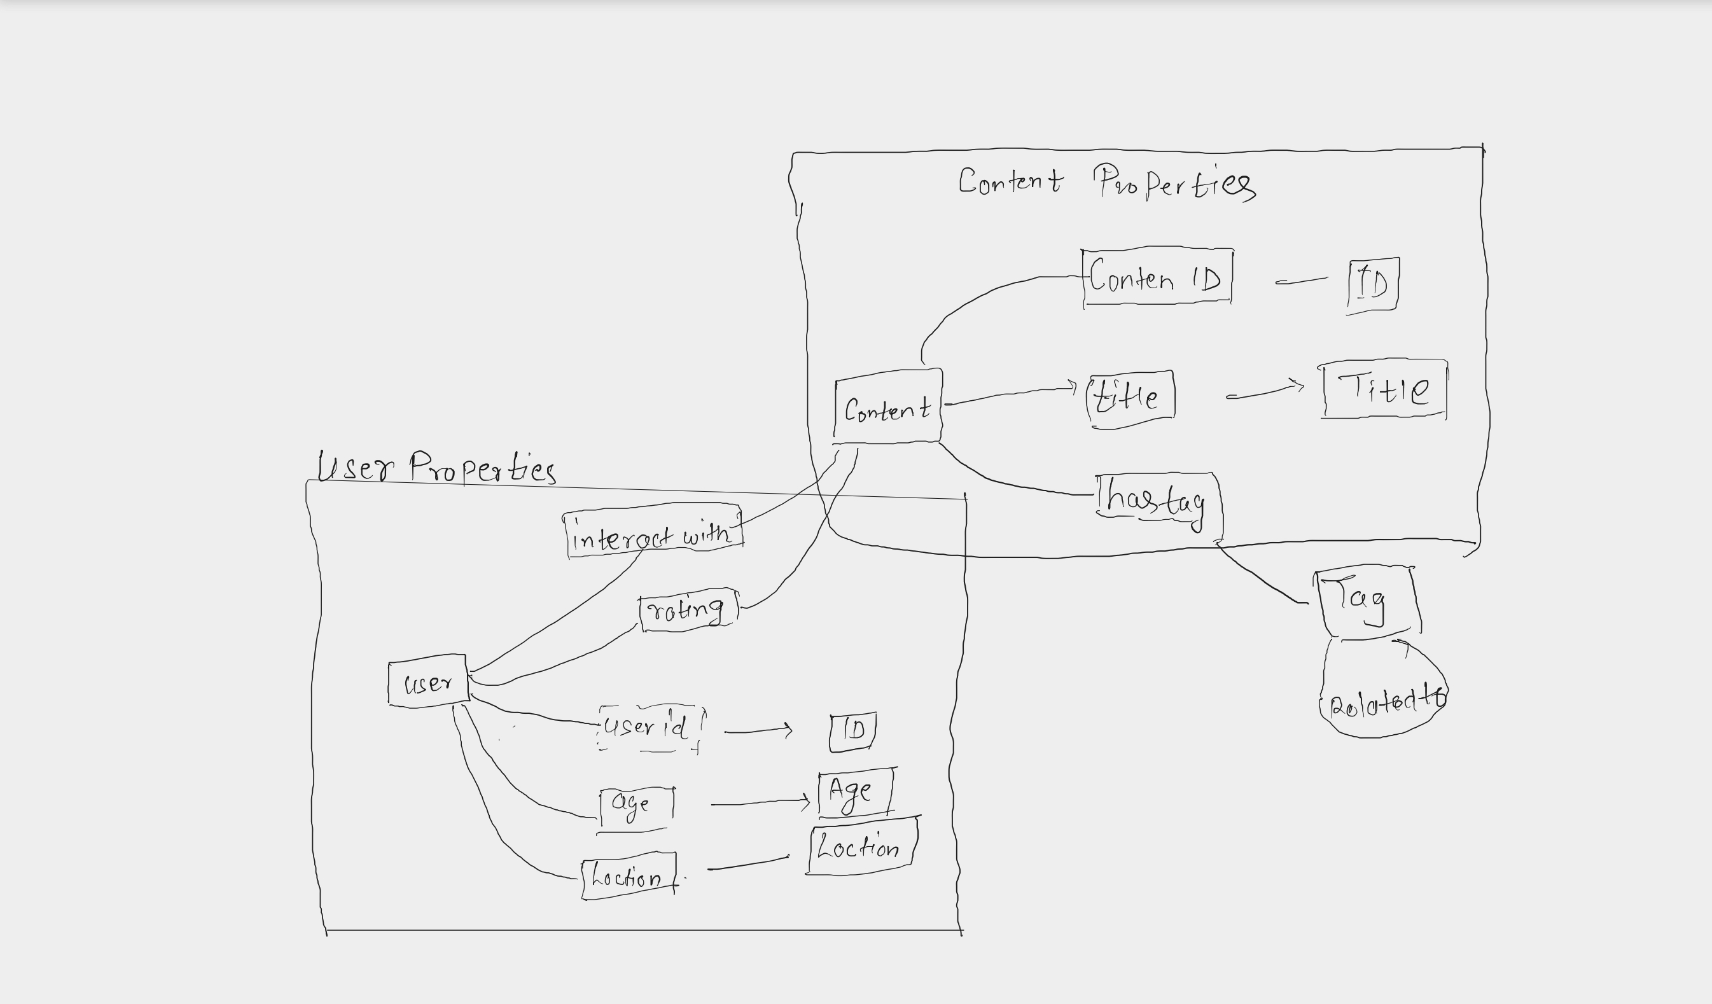 Content Properties
Conten ID
ID
Content
title
Title
hastag
Tag
Rolatedto
User Properties
interact with
rating
user
user id
ID
age
Age
Loction
Loction